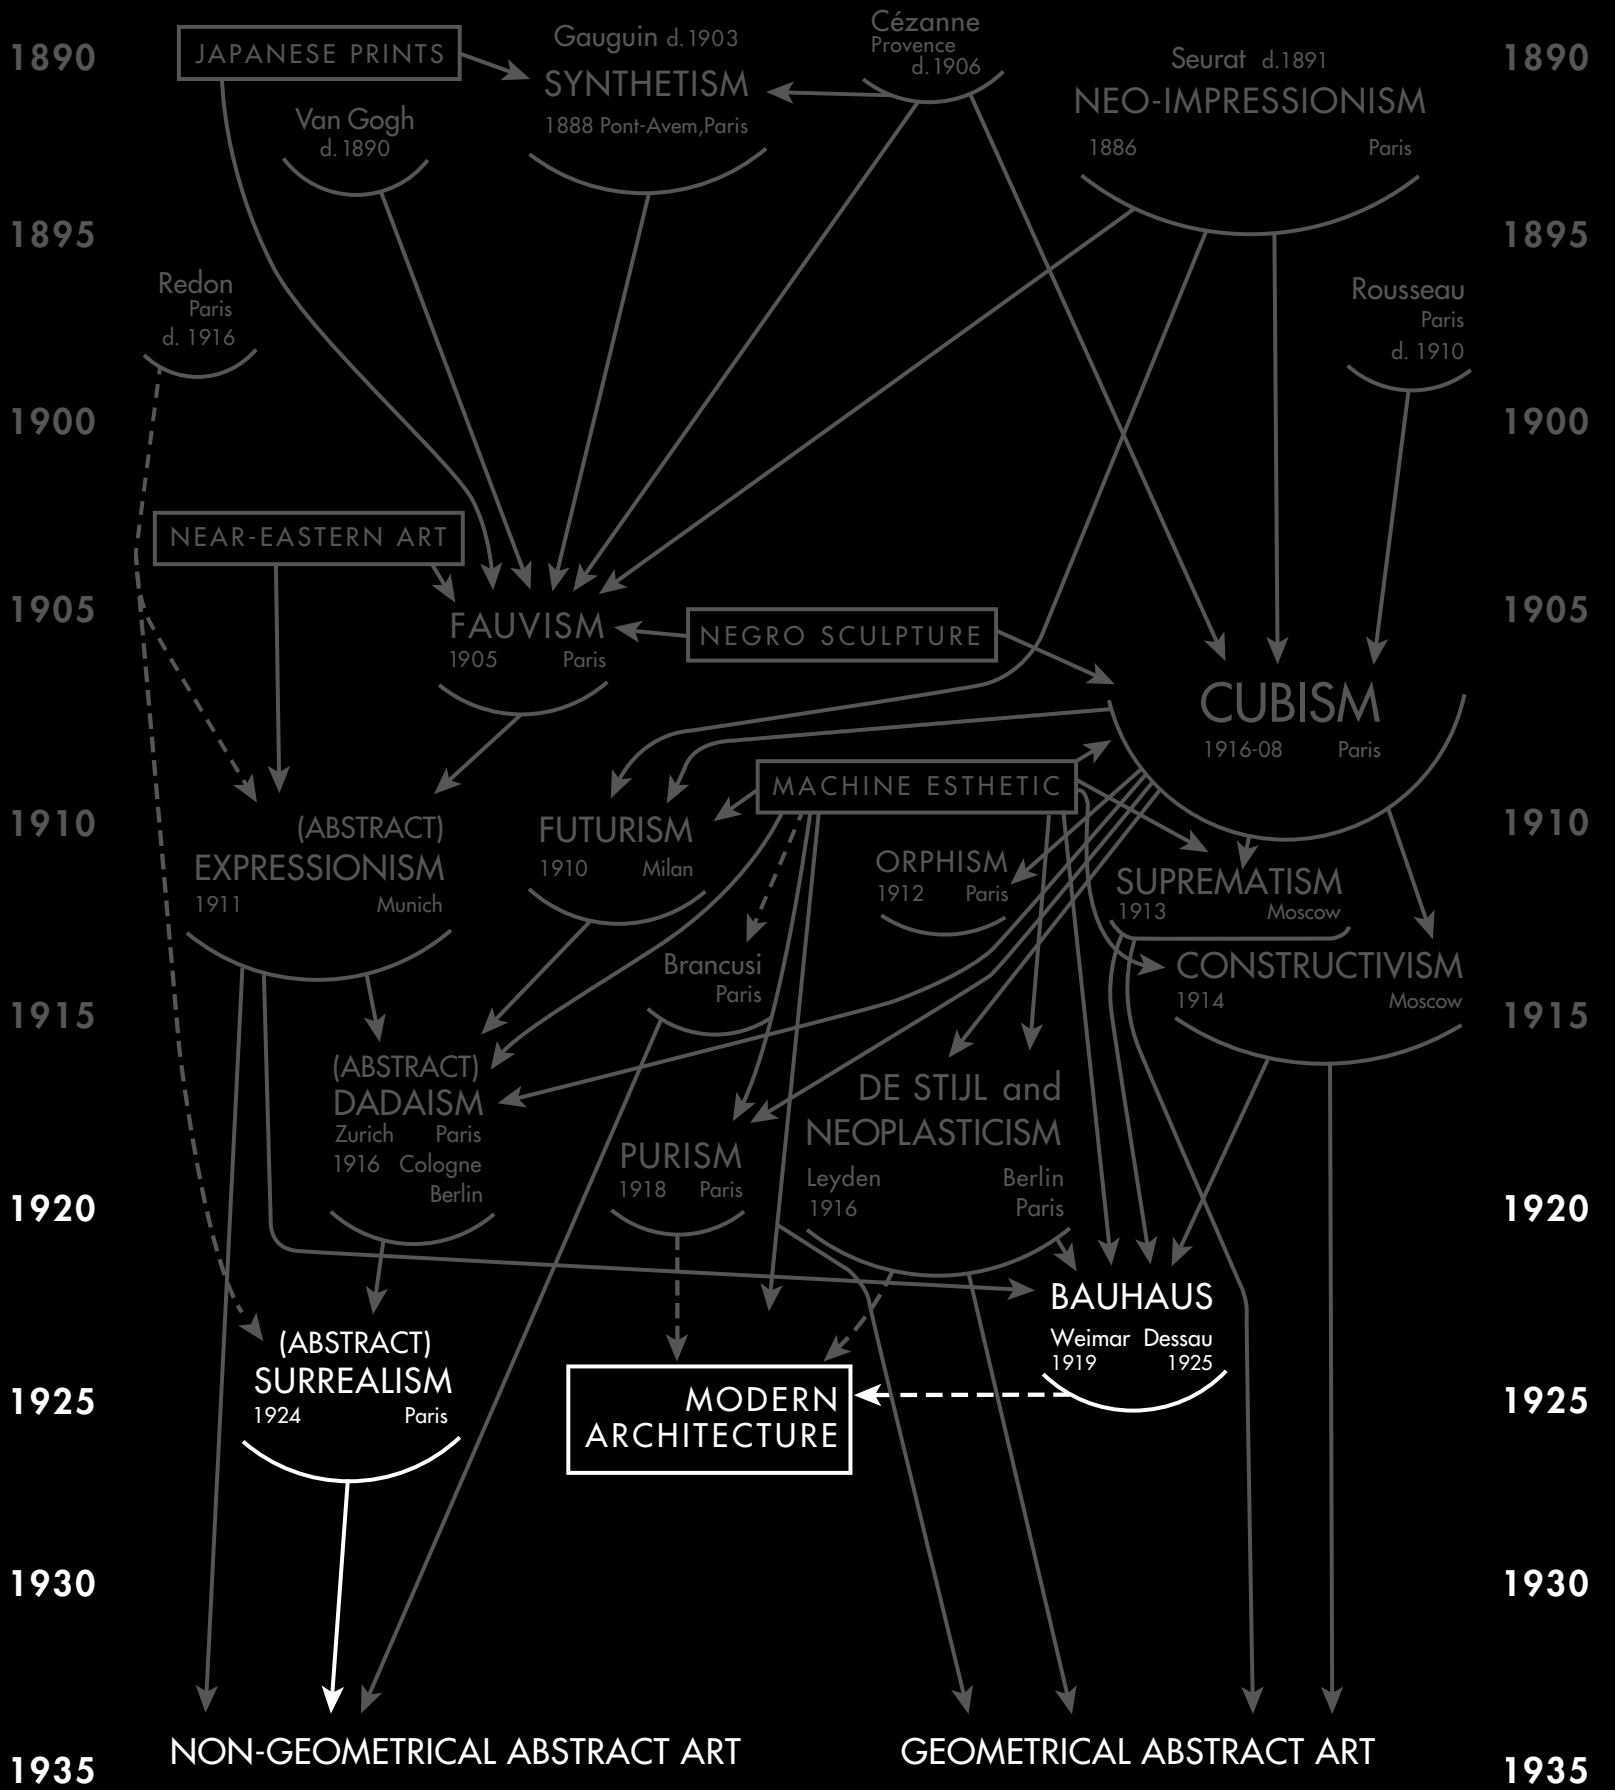 1890
JAPANESE PRINTS
Gauguin d.1903
SYNTHETISM
1888 Pont-Avem,Paris
Cézanne
Provence
d.1906
Seurat d.1891
NEO-IMPRESSIONISM
1886 Paris
1890
Van Gogh
d.1890
1895
1895
Redon
Paris
d. 1916
Rousseau
Paris
d. 1910
1900
1900
NEAR-EASTERN ART
1905
FAUVISM
1905 Paris
NEGRO SCULPTURE
1905
CUBISM
1916-08 Paris
MACHINE ESTHETIC
1910
(ABSTRACT)
EXPRESSIONISM
1911 Munich
FUTURISM
1910 Milan
ORPHISM
1912 Paris
SUPREMATISM
1913 Moscow
1910
Brancusi
Paris
CONSTRUCTIVISM
1914 Moscow
1915
1915
(ABSTRACT)
DADAISM
Zurich Paris
1916 Cologne
Berlin
PURISM
1918 Paris
DE STIJL and
NEOPLASTICISM
Leyden Berlin
1916 Paris
1920
1920
BAUHAUS
Weimar Dessau
1919 1925
(ABSTRACT)
SURREALISM
1924 Paris
MODERN
ARCHITECTURE
1925
1925
1930
1930
NON-GEOMETRICAL ABSTRACT ART
GEOMETRICAL ABSTRACT ART
1935
1935